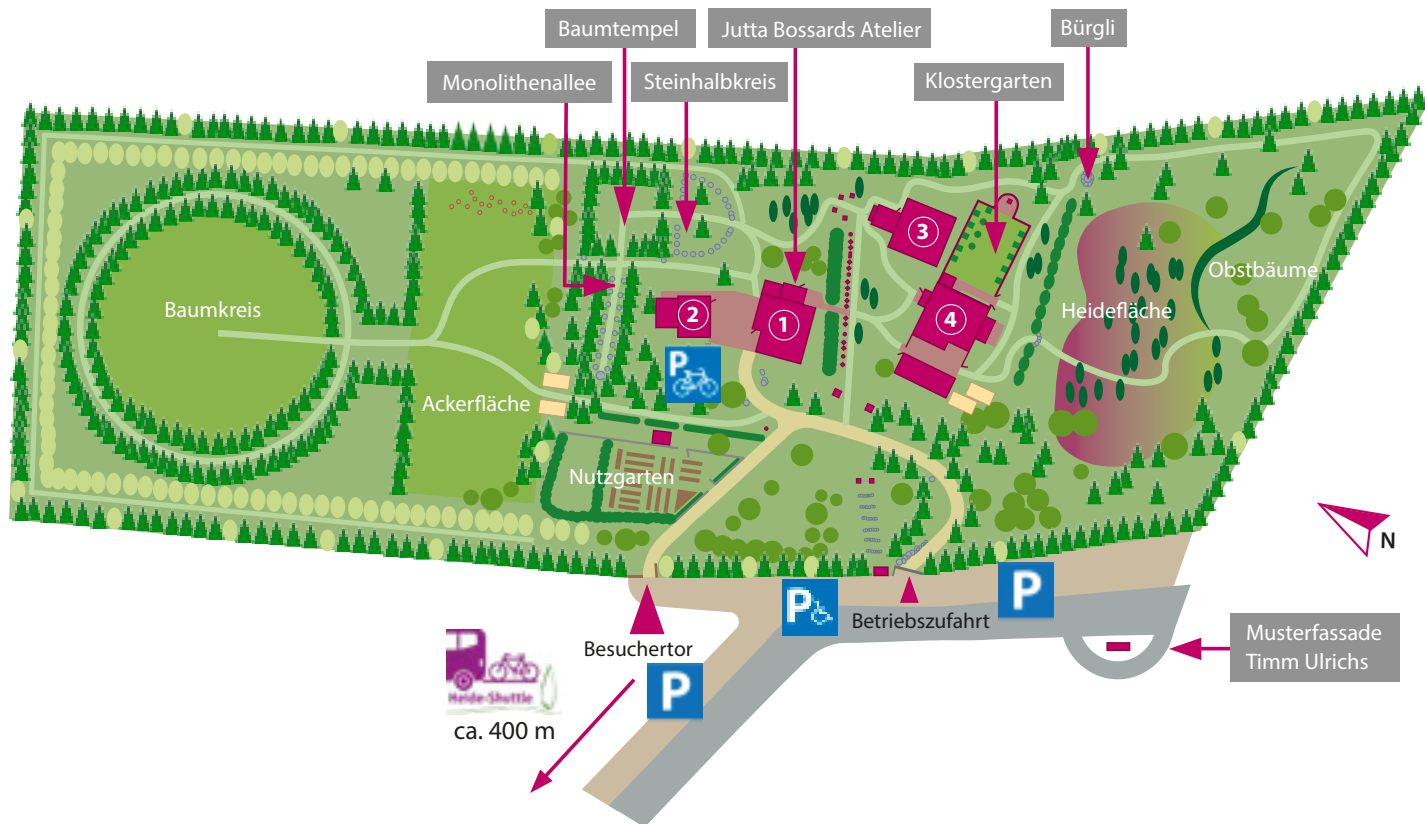 Baumtempel
Jutta Bossards Atelier
Bürgli
Monolithenallee
Steinhalbkreis
Klostergarten
3
Obstbäume
Baumkreis
2
1
4
Heidefläche
P
Ackerfläche
Nutzgarten
N
P
P
Betriebszufahrt
Besuchertor
Musterfassade
Timm Ulrichs
Heide-Shuttle
P
ca. 400 m